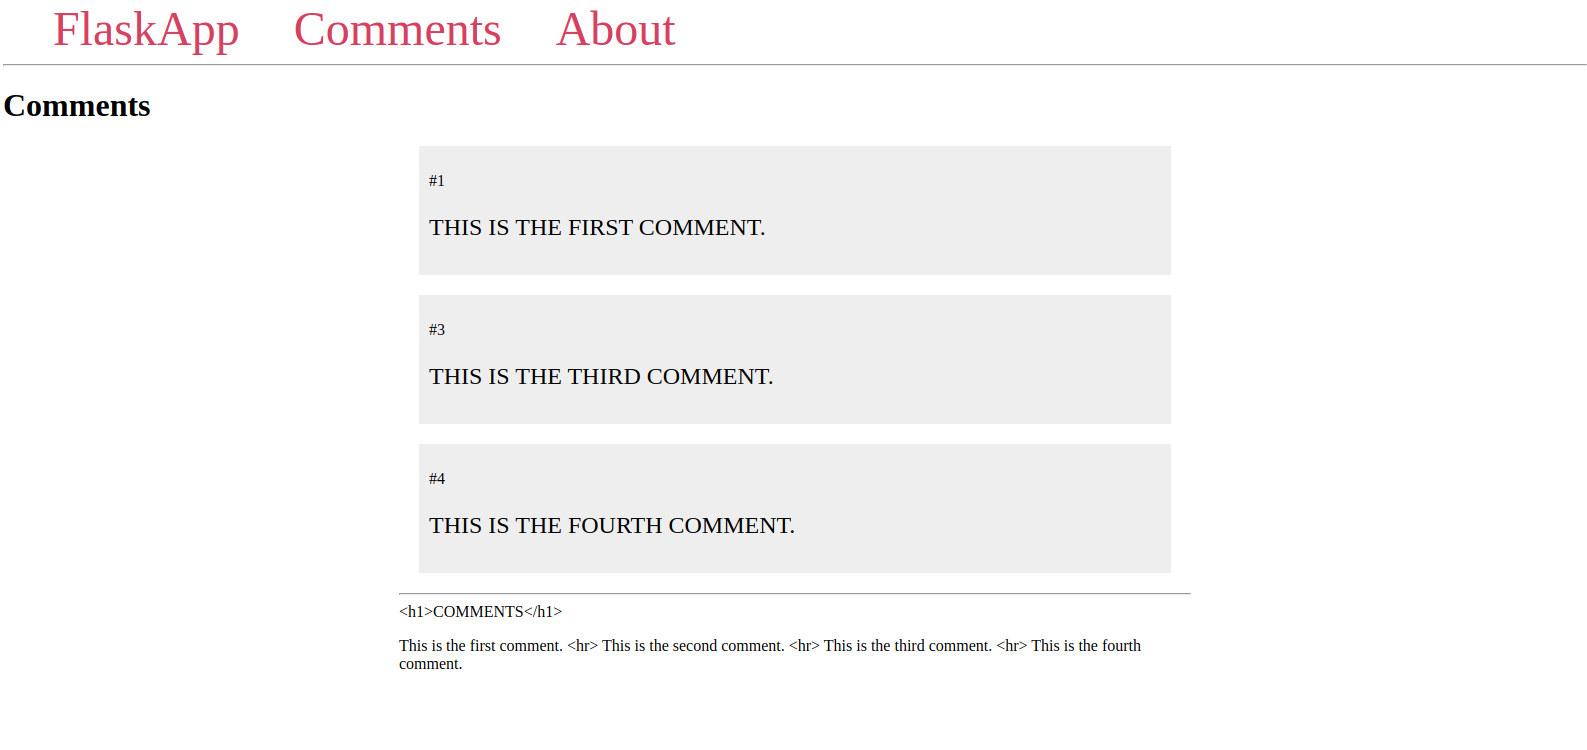 FlaskApp Comments About
Comments
#1
THIS IS THE FIRST COMMENT.
#3
THIS IS THE THIRD COMMENT.
#4
THIS IS THE FOURTH COMMENT.
<h1>COMMENTS</h1>
This is the first comment. <hr> This is the second comment. <hr> This is the third comment. <hr> This is the fourth
comment.